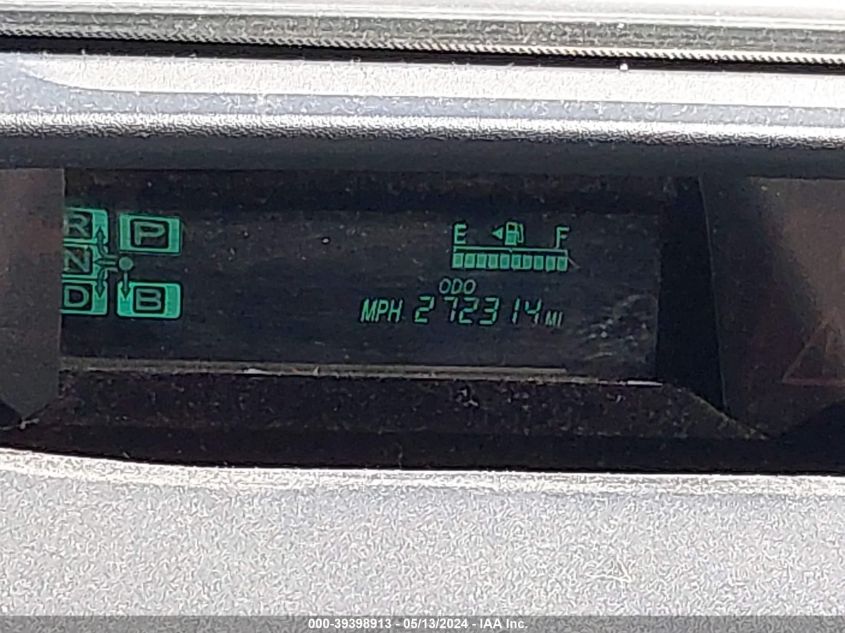 R P
N
D B
E F
ODO
MPH 272314 MI
000-39398913 - 05/13/2024 - IAA Inc.